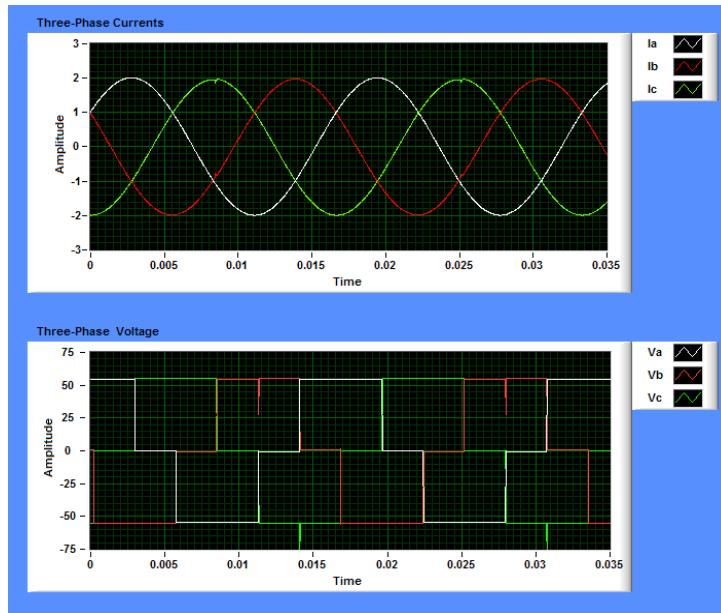 Three-Phase Currents
Ia
Ib
Ic
3
2
1
0
-1
-2
-3
Amplitude
0 0.005 0.01 0.015 0.02 0.025 0.03 0.035
Time
Three-Phase Voltage
Va
Vb
Vc
75
50
25
0
-25
-50
-75
Amplitude
0 0.005 0.01 0.015 0.02 0.025 0.03 0.035
Time